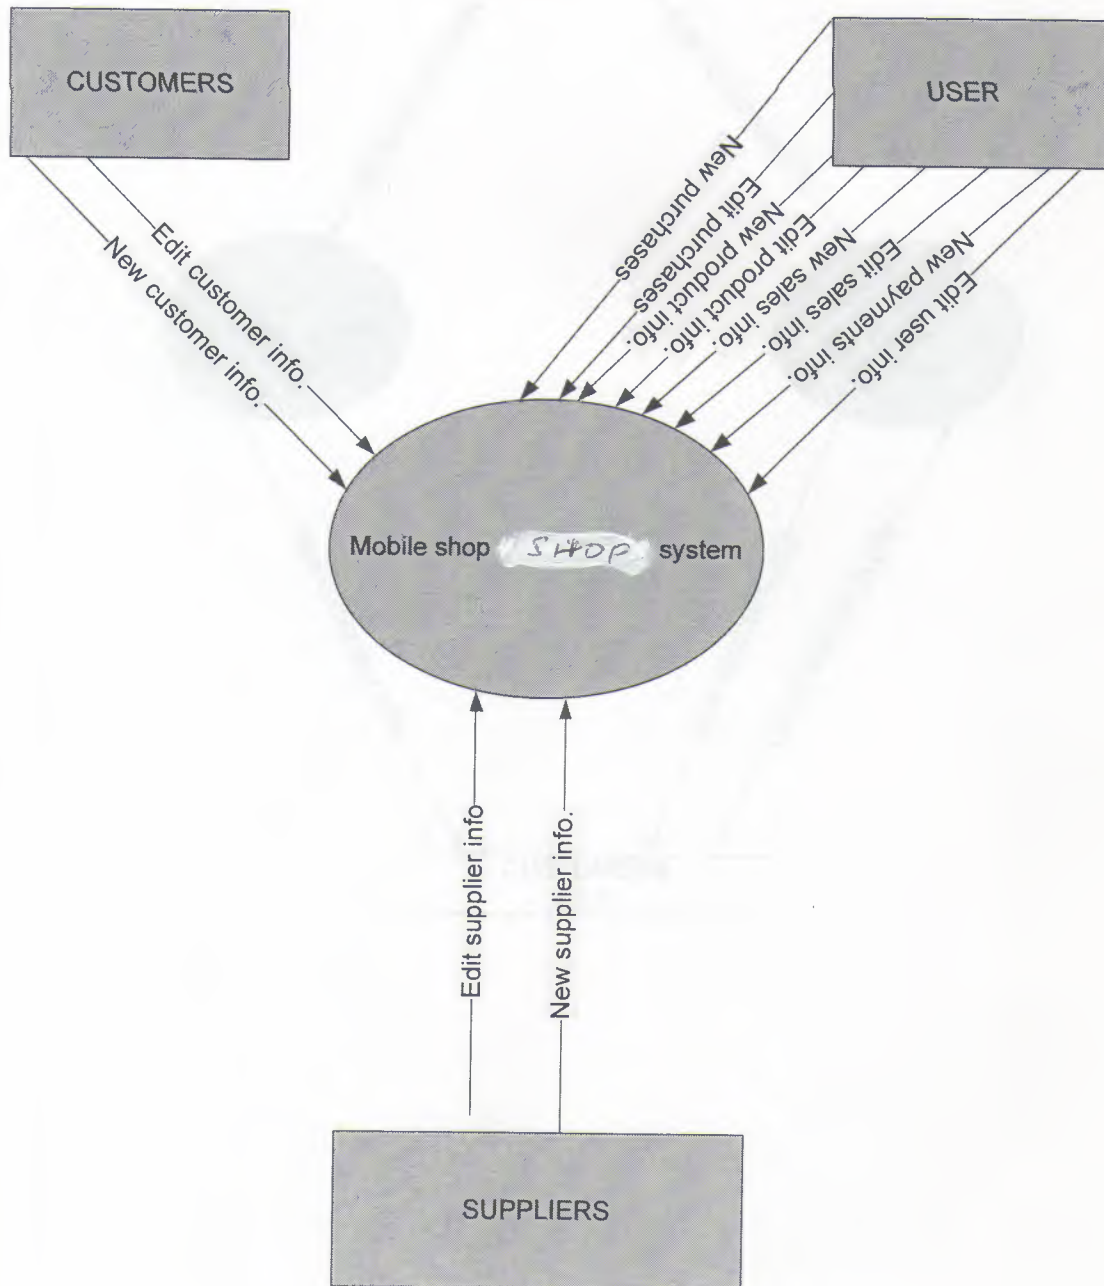 CUSTOMERS
USER
New purchases
Edit purchases
New product info.
Edit product info.
New sales info.
Edit sales info.
New payments info.
Edit user info.
Edit customer info.
New customer info.
Mobile shop SHOP system
Edit supplier info
New supplier info.
SUPPLIERS